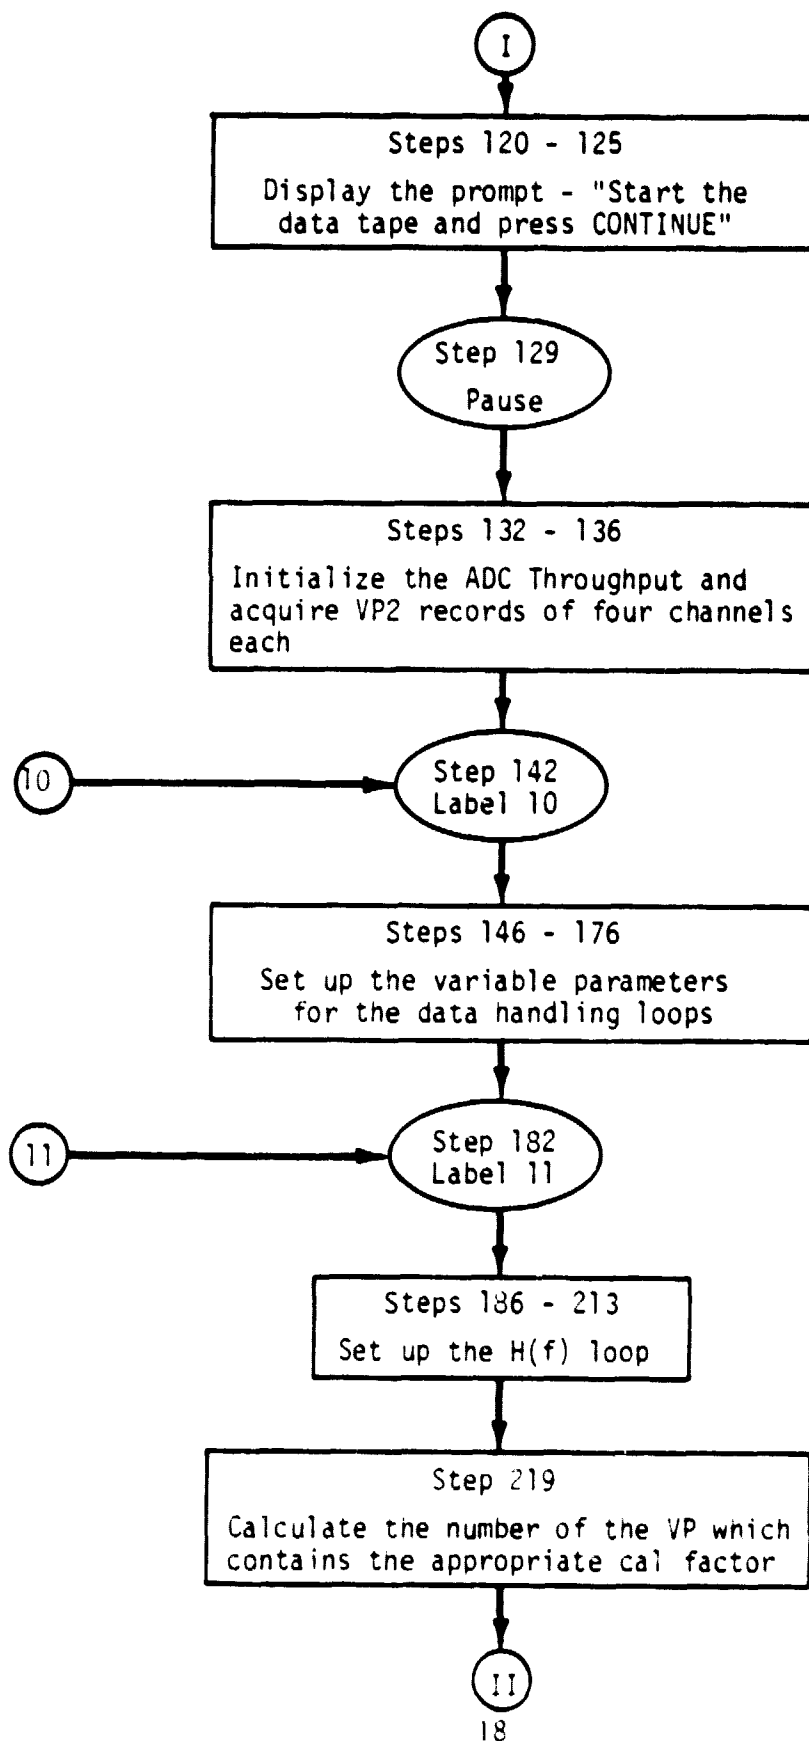 I
Steps 120 - 125
Display the prompt - "Start the
data tape and press CONTINUE"
Step 129
Pause
Steps 132 - 136
Initialize the ADC Throughput and
acquire VP2 records of four channels
each
10
Step 142
Label 10
Steps 146 - 176
Set up the variable parameters
for the data handling loops
11
Step 182
Label 11
Steps 186 - 213
Set up the H(f) loop
Step 219
Calculate the number of the VP which
contains the appropriate cal factor
II
18